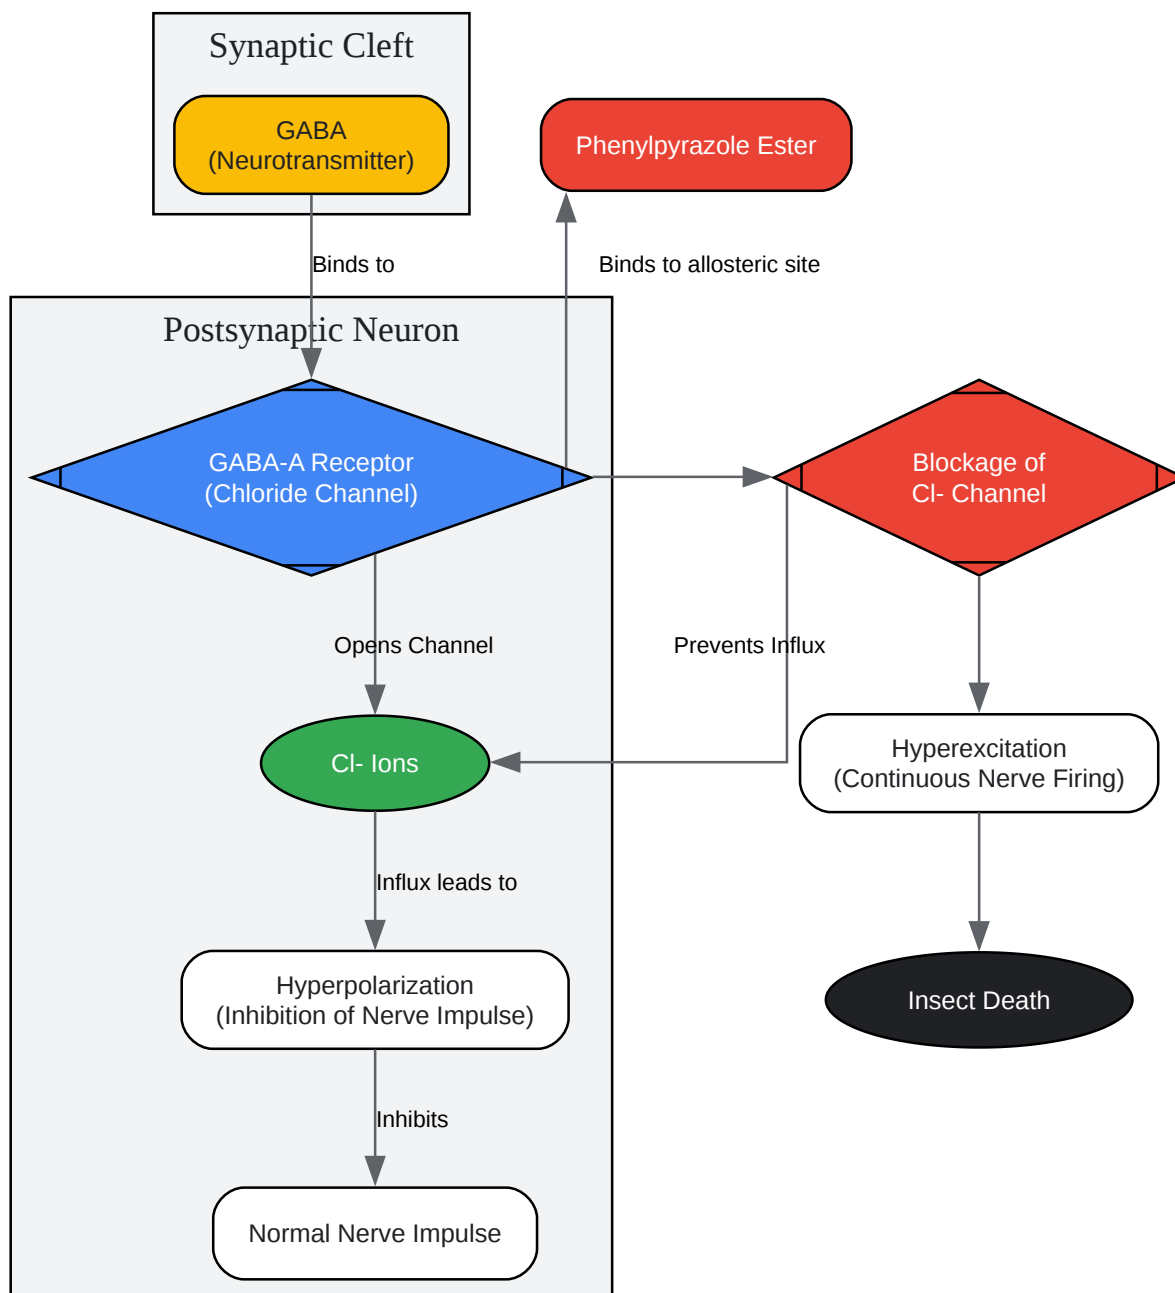 Synaptic Cleft
GABA
(Neurotransmitter)
Phenylpyrazole Ester
Binds to
Binds to allosteric site
Postsynaptic Neuron
GABA-A Receptor
(Chloride Channel)
Blockage of
Cl- Channel
Opens Channel
Prevents Influx
Cl- Ions
Hyperexcitation
(Continuous Nerve Firing)
Influx leads to
Hyperpolarization
(Inhibition of Nerve Impulse)
Insect Death
Inhibits
Normal Nerve Impulse